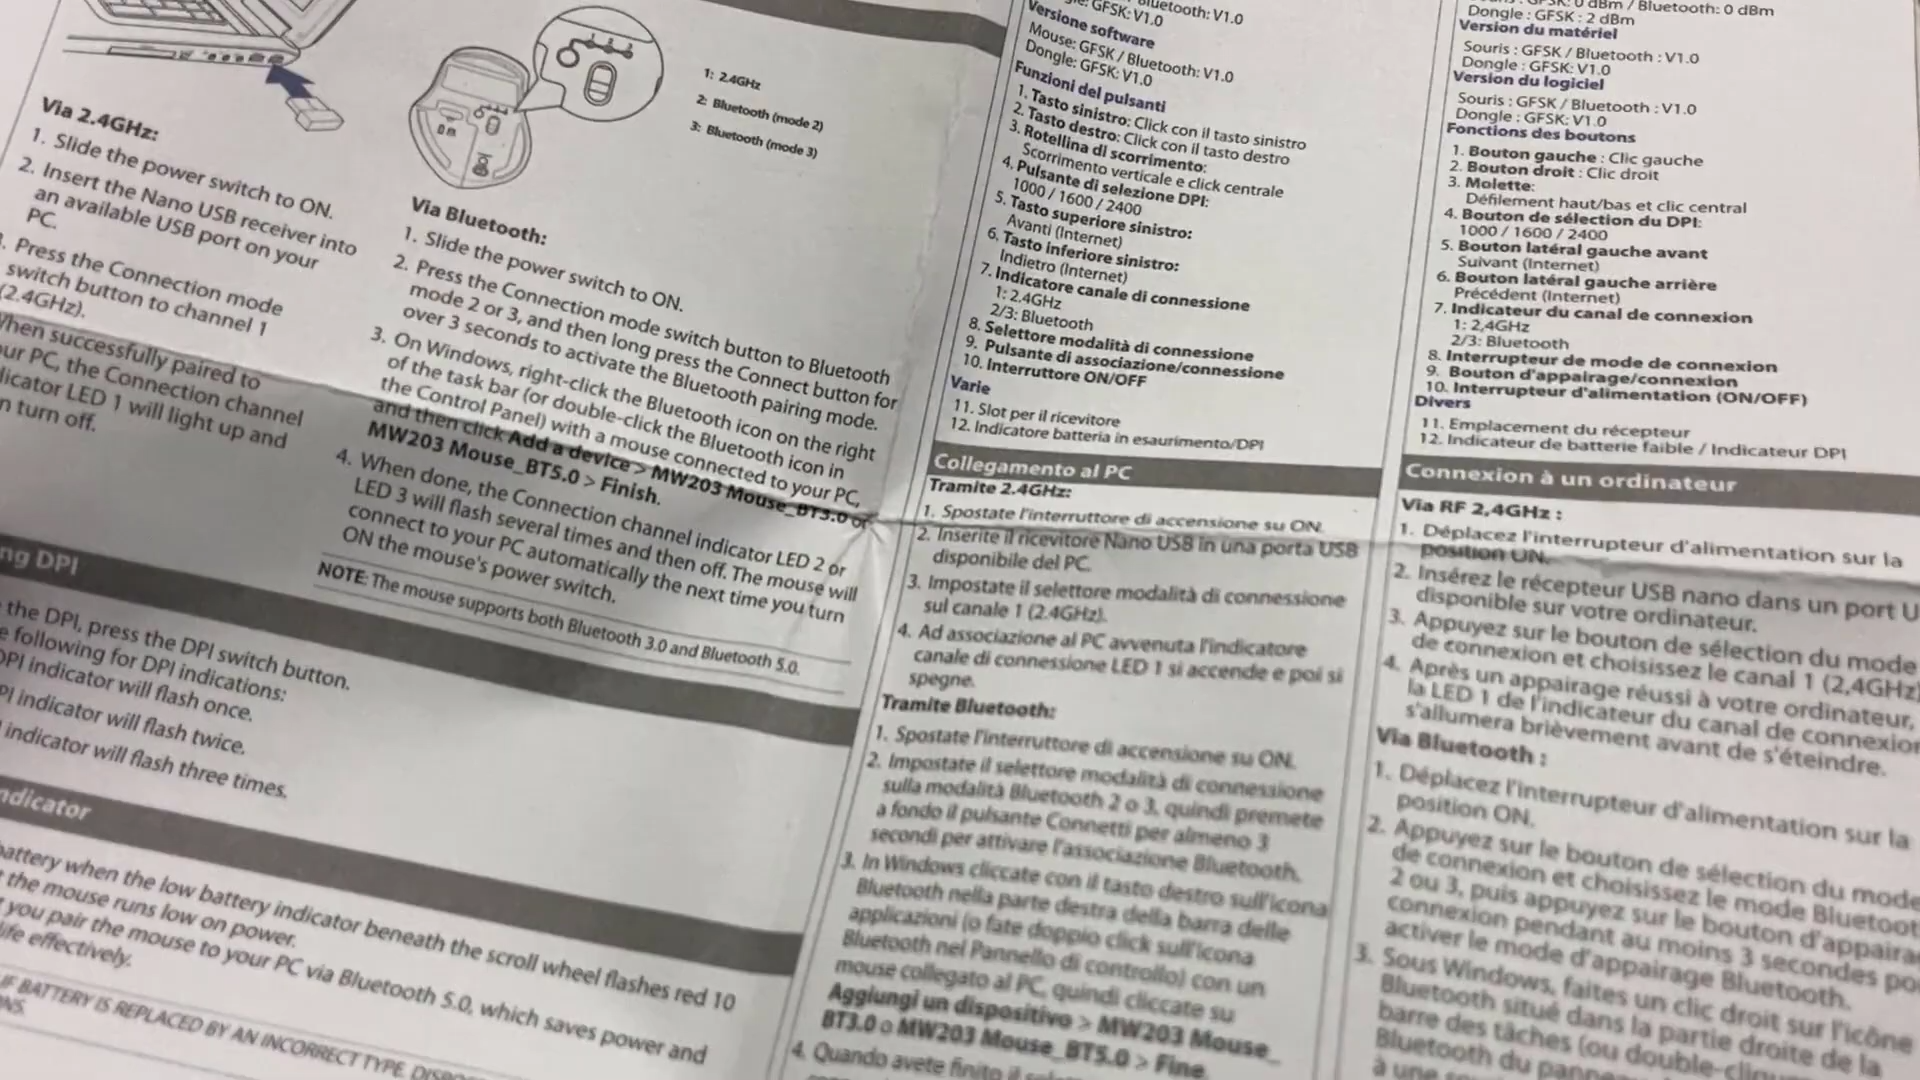 Via 2.4GHz:
1. Slide the power switch to ON.
2. Insert the Nano USB receiver into
an available USB port on your
PC.
Press the Connection mode
switch button to channel 1
(2.4GHz).
When successfully paired to
PC, the Connection channel
LED 1 will light up and
turn off.
1: 2.4GHz
2: Bluetooth (mode 2)
3: Bluetooth (mode 3)
Via Bluetooth:
1. Slide the power switch to ON.
2. Press the Connection mode switch button to Bluetooth
mode 2 or 3, and then long press the Connect button for
over 3 seconds to activate the Bluetooth pairing mode.
3. On Windows, right-click the Bluetooth icon on the right
of the task bar (or double-click the Bluetooth icon in
the Control Panel) with a mouse connected to your PC,
and then click Add a device > MW203 Mouse_BT3.0 or
MW203 Mouse_BT5.0 > Finish.
4. When done, the Connection channel indicator LED 2 or
LED 3 will flash several times and then off. The mouse will
connect to your PC automatically the next time you turn
ON the mouse's power switch.
NOTE: The mouse supports both Bluetooth 3.0 and Bluetooth 5.0.
DPI
the DPI, press the DPI switch button.
following for DPI indications:
DPI indicator will flash once.
indicator will flash twice.
indicator will flash three times.
indicator
battery when the low battery indicator beneath the scroll wheel flashes red 10
the mouse runs low on power.
you pair the mouse to your PC via Bluetooth 5.0, which saves power and
life effectively.
IF BATTERY IS REPLACED BY AN INCORRECT TYPE.
GFSK: V1.0
Bluetooth: V1.0
Versione software
Mouse: GFSK / Bluetooth: V1.0
Dongle: GFSK: V1.0
Funzioni dei pulsanti
1. Tasto sinistro: Click con il tasto sinistro
2. Tasto destro: Click con il tasto destro
3. Rotellina di scorrimento:
Scorrimento verticale e click centrale
4. Pulsante di selezione DPI:
1000 / 1600 / 2400
5. Tasto superiore sinistro:
Avanti (Internet)
6. Tasto inferiore sinistro:
Indietro (Internet)
7. Indicatore canale di connessione
1: 2.4GHz
2/3: Bluetooth
8. Selettore modalità di connessione
9. Pulsante di associazione/connessione
10. Interruttore ON/OFF
Varie
11. Slot per il ricevitore
12. Indicatore batteria in esaurimento/DPI
Collegamento al PC
Tramite 2.4GHz:
1. Spostate l'interruttore di accensione su ON.
2. Inserite il ricevitore Nano USB in una porta USB
disponibile del PC.
3. Impostate il selettore modalità di connessione
sul canale 1 (2.4GHz).
4. Ad associazione al PC avvenuta l'indicatore
canale di connessione LED 1 si accende e poi si
spegne.
Tramite Bluetooth:
1. Spostate l'interruttore di accensione su ON.
2. Impostate il selettore modalità di connessione
sulla modalità Bluetooth 2 o 3, quindi premete
a fondo il pulsante Connetti per almeno 3
secondi per attivare l'associazione Bluetooth.
3. In Windows cliccate con il tasto destro sull'icona
Bluetooth nella parte destra della barra delle
applicazioni (o fate doppio click sull'icona
Bluetooth nel Pannello di controllo) con un
mouse collegato al PC, quindi cliccate su
Aggiungi un dispositivo > MW203 Mouse_
BT3.0 o MW203 Mouse_BT5.0 > Fine.
4. Quando avete finito il
0 dBm / Bluetooth: 0 dBm
Dongle : GFSK : 2 dBm
Version du matériel
Souris : GFSK / Bluetooth : V1.0
Dongle : GFSK: V1.0
Version du logiciel
Souris : GFSK / Bluetooth : V1.0
Dongle : GFSK: V1.0
Fonctions des boutons
1. Bouton gauche : Clic gauche
2. Bouton droit : Clic droit
3. Molette:
Défilement haut/bas et clic central
4. Bouton de sélection du DPI:
1000 / 1600 / 2400
5. Bouton latéral gauche avant
Suivant (Internet)
6. Bouton latéral gauche arrière
Précédent (Internet)
7. Indicateur du canal de connexion
1: 2,4GHz
2/3: Bluetooth
8. Interrupteur de mode de connexion
9. Bouton d'appairage/connexion
10. Interrupteur d'alimentation (ON/OFF)
Divers
11. Emplacement du récepteur
12. Indicateur de batterie faible / Indicateur DPI
Connexion à un ordinateur
Via RF 2,4GHz :
1. Déplacez l'interrupteur d'alimentation sur la
position ON.
2. Insérez le récepteur USB nano dans un port
disponible sur votre ordinateur.
3. Appuyez sur le bouton de sélection du mode
de connexion et choisissez le canal 1 (2,4GHz)
4. Après un appairage réussi à votre ordinateur,
la LED 1 de l'indicateur du canal de connexion
s'allumera brièvement avant de s'éteindre.
Via Bluetooth :
1. Déplacez l'interrupteur d'alimentation sur la
position ON.
2. Appuyez sur le bouton de sélection du mode
de connexion et choisissez le mode Bluetooth
2 ou 3, puis appuyez sur le bouton
connexion pendant au moins 3 secondes
activer le mode d'appairage Bluetooth.
3. Sous Windows, faites un clic droit sur l'icône
Bluetooth situé dans la partie droite de la
barre des tâches (ou
Bluetooth du
à une